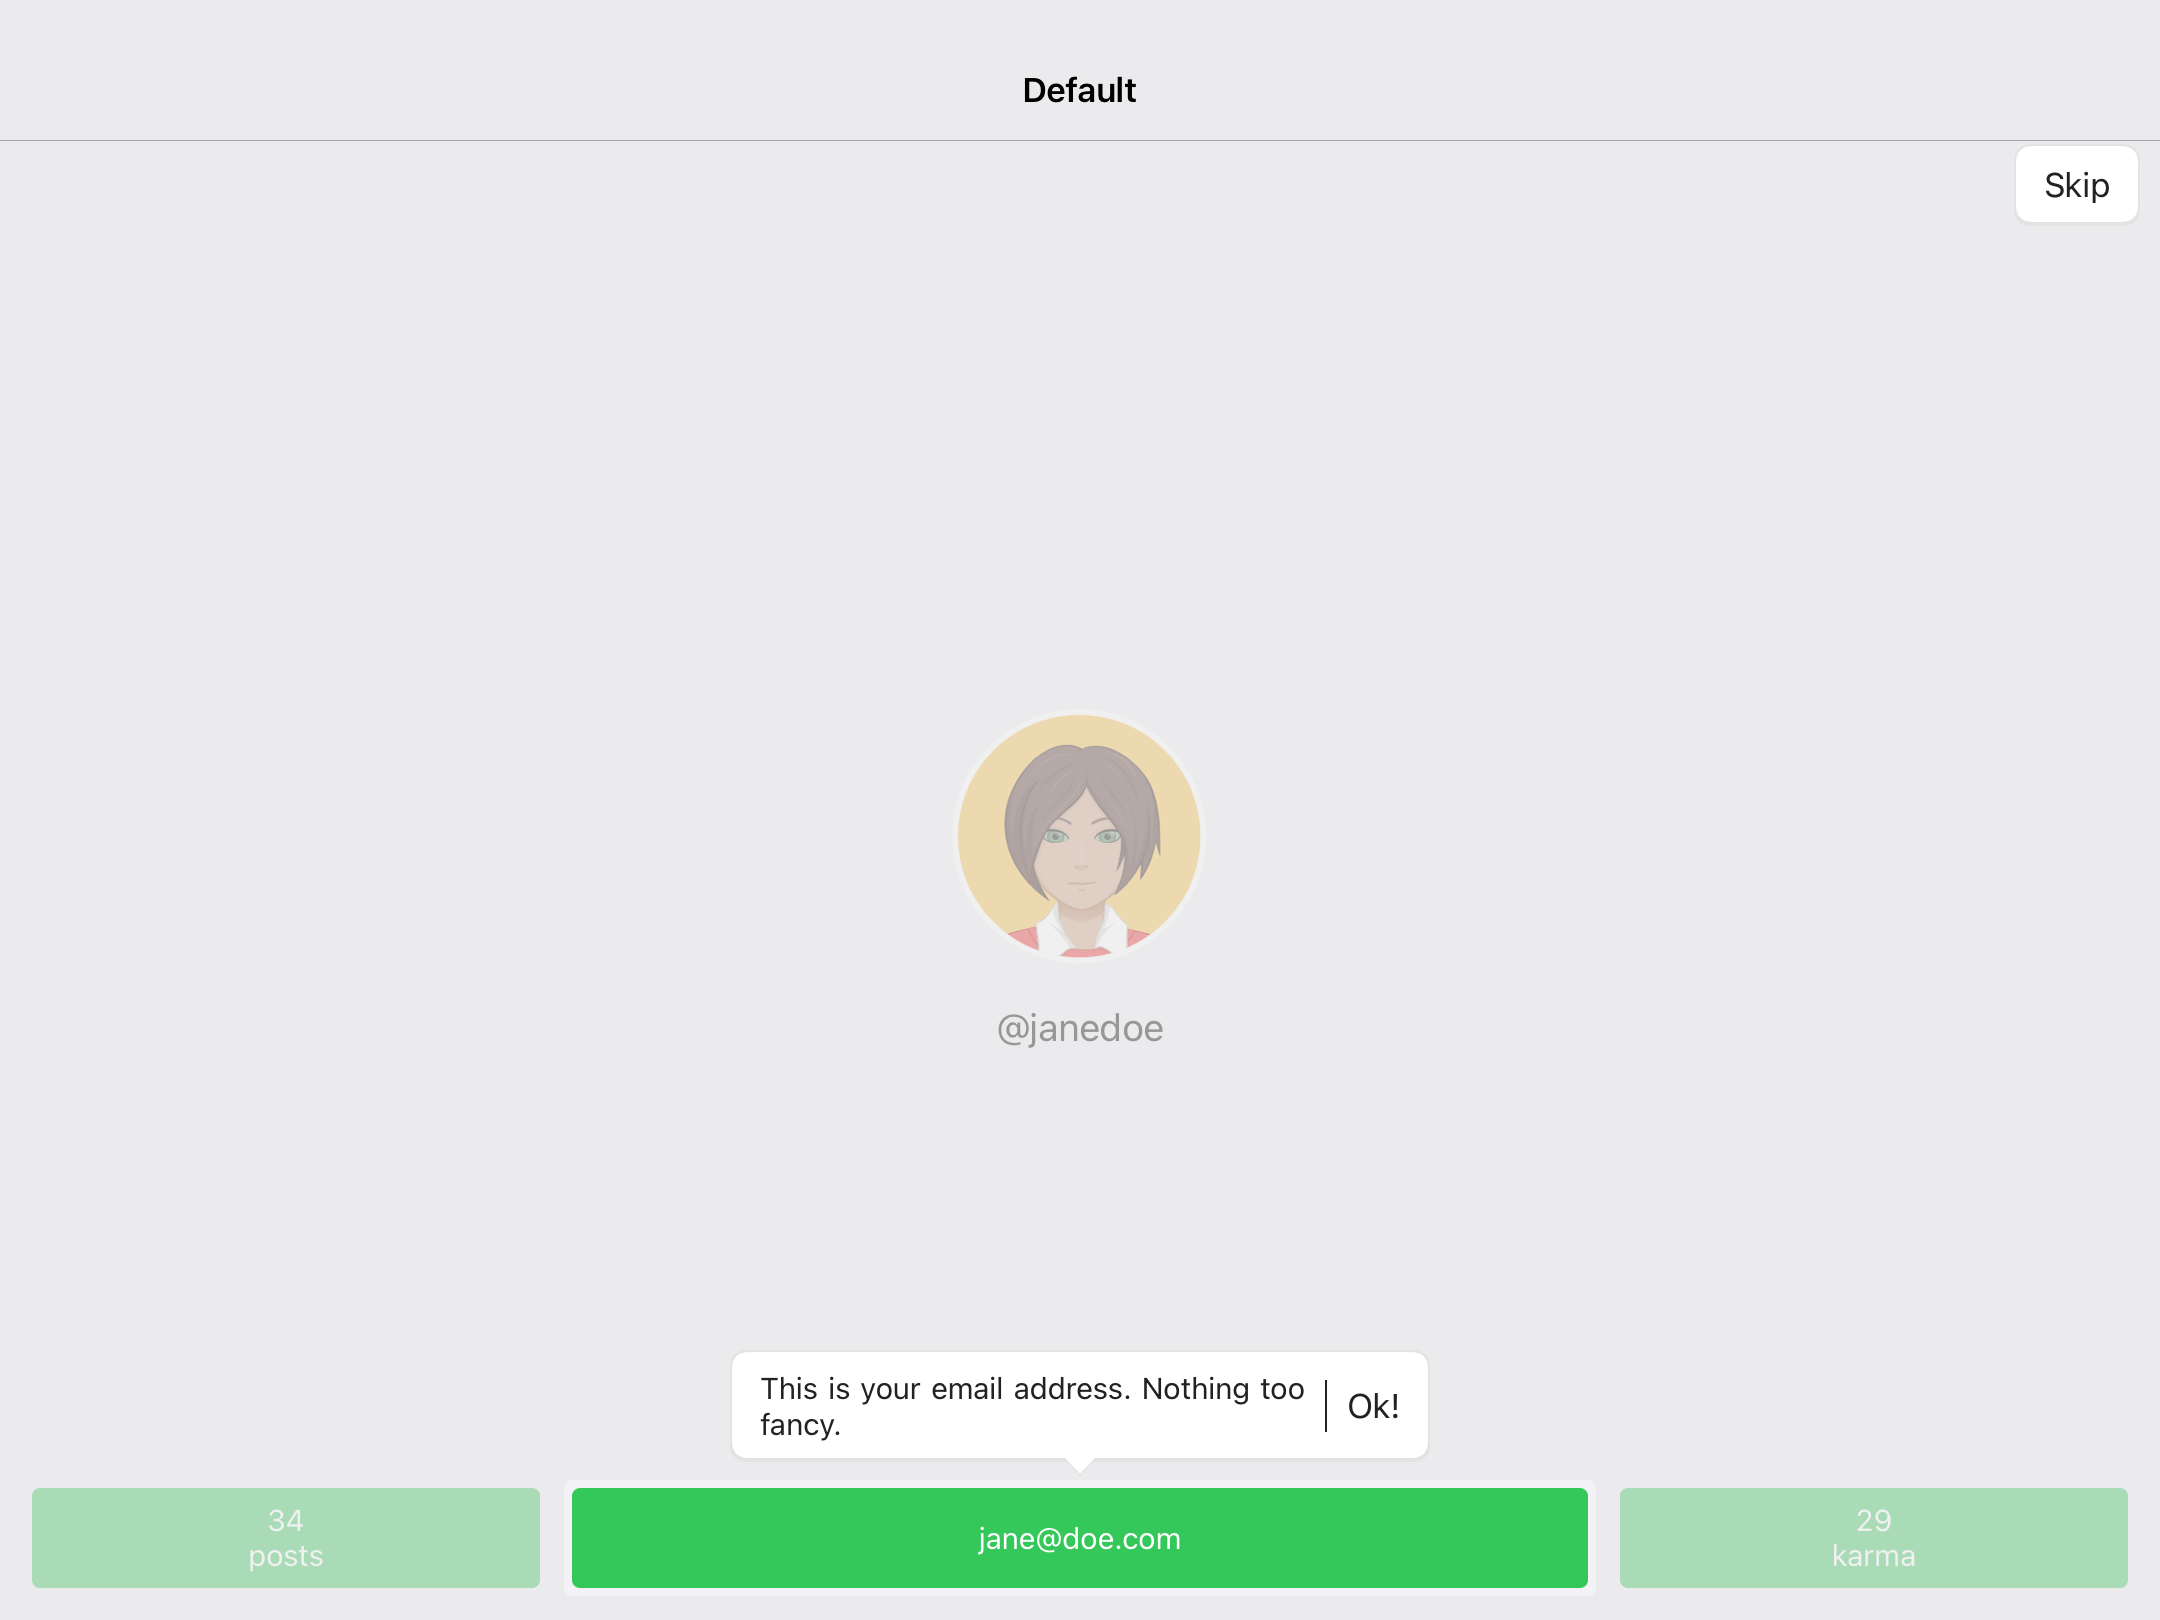 Default
Skip
@janedoe
This is your email address. Nothing too
fancy.
Ok!
34
posts
jane@doe.com
29
karma